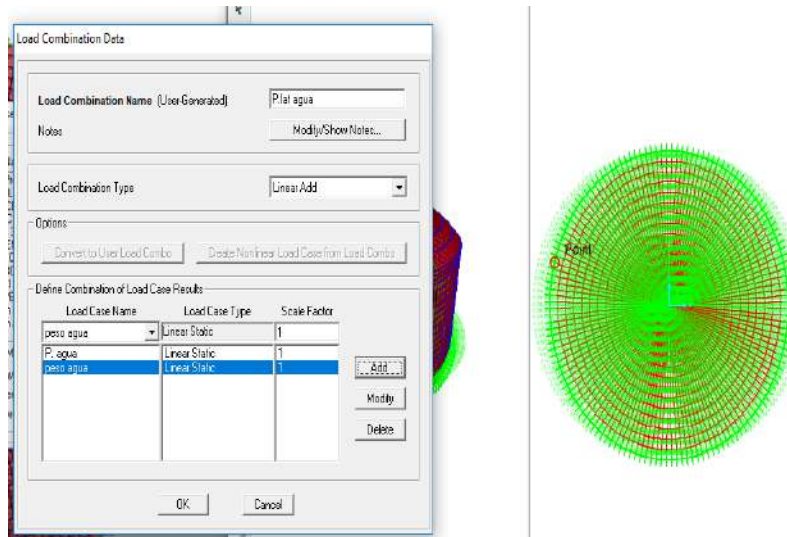 Load Combination Data
Load Combination Name (User-Generated) P.lat agua
Notes Modify/Show Notes...
Load Combination Type Linear Add
Options
Convert to User Load Combo Create Nonlinear Load Case from Load Combo
Define Combination of Load Case Results
Load Case Name Load Case Type Scale Factor
peso agua Linear Static 1
P. agua Linear Static 1
peso agua Linear Static 1
Add
Modify
Delete
OK Cancel
Point